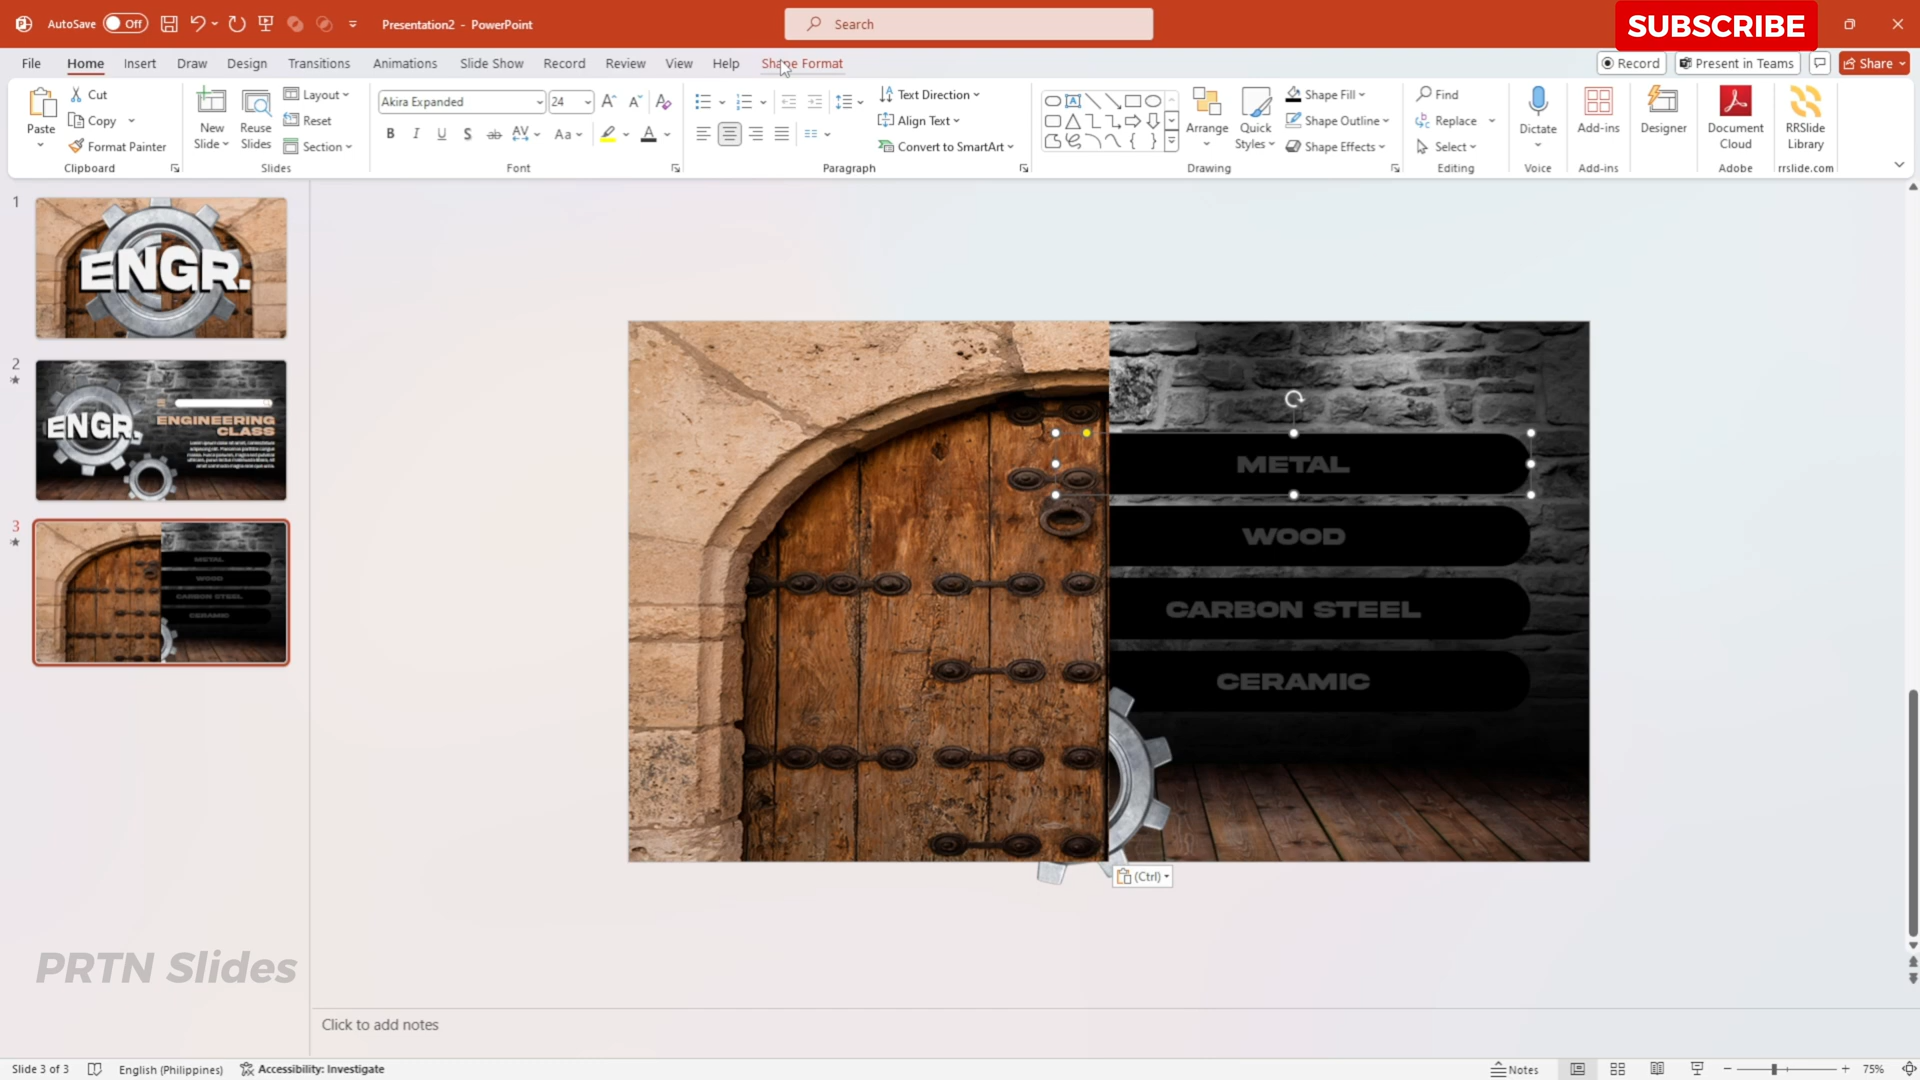 AutoSave Off
Presentation2 - PowerPoint
Search
SUBSCRIBE
File Home Insert Draw Design Transitions Animations Slide Show Record Review View Help Shape Format
Record Present in Teams Share
Paste
Cut
Copy
Format Painter
Clipboard
New Slide
Reuse Slides
Layout
Reset
Section
Slides
Akira Expanded 24
Font
Text Direction
Align Text
Convert to SmartArt
Paragraph
Arrange
Quick Styles
Shape Fill
Shape Outline
Shape Effects
Drawing
Find
Replace
Select
Editing
Dictate
Voice
Add-ins
Add-ins
Designer
Document Cloud
Adobe
RRSlide Library
rrslide.com
1
ENGR.
2
ENGR.
ENGINEERING
CLASS
3
METAL
WOOD
CARBON STEEL
CERAMIC
METAL
WOOD
CARBON STEEL
CERAMIC
(Ctrl)
PRTN Slides
Click to add notes
Slide 3 of 3 English (Philippines) Accessibility: Investigate Notes 75%